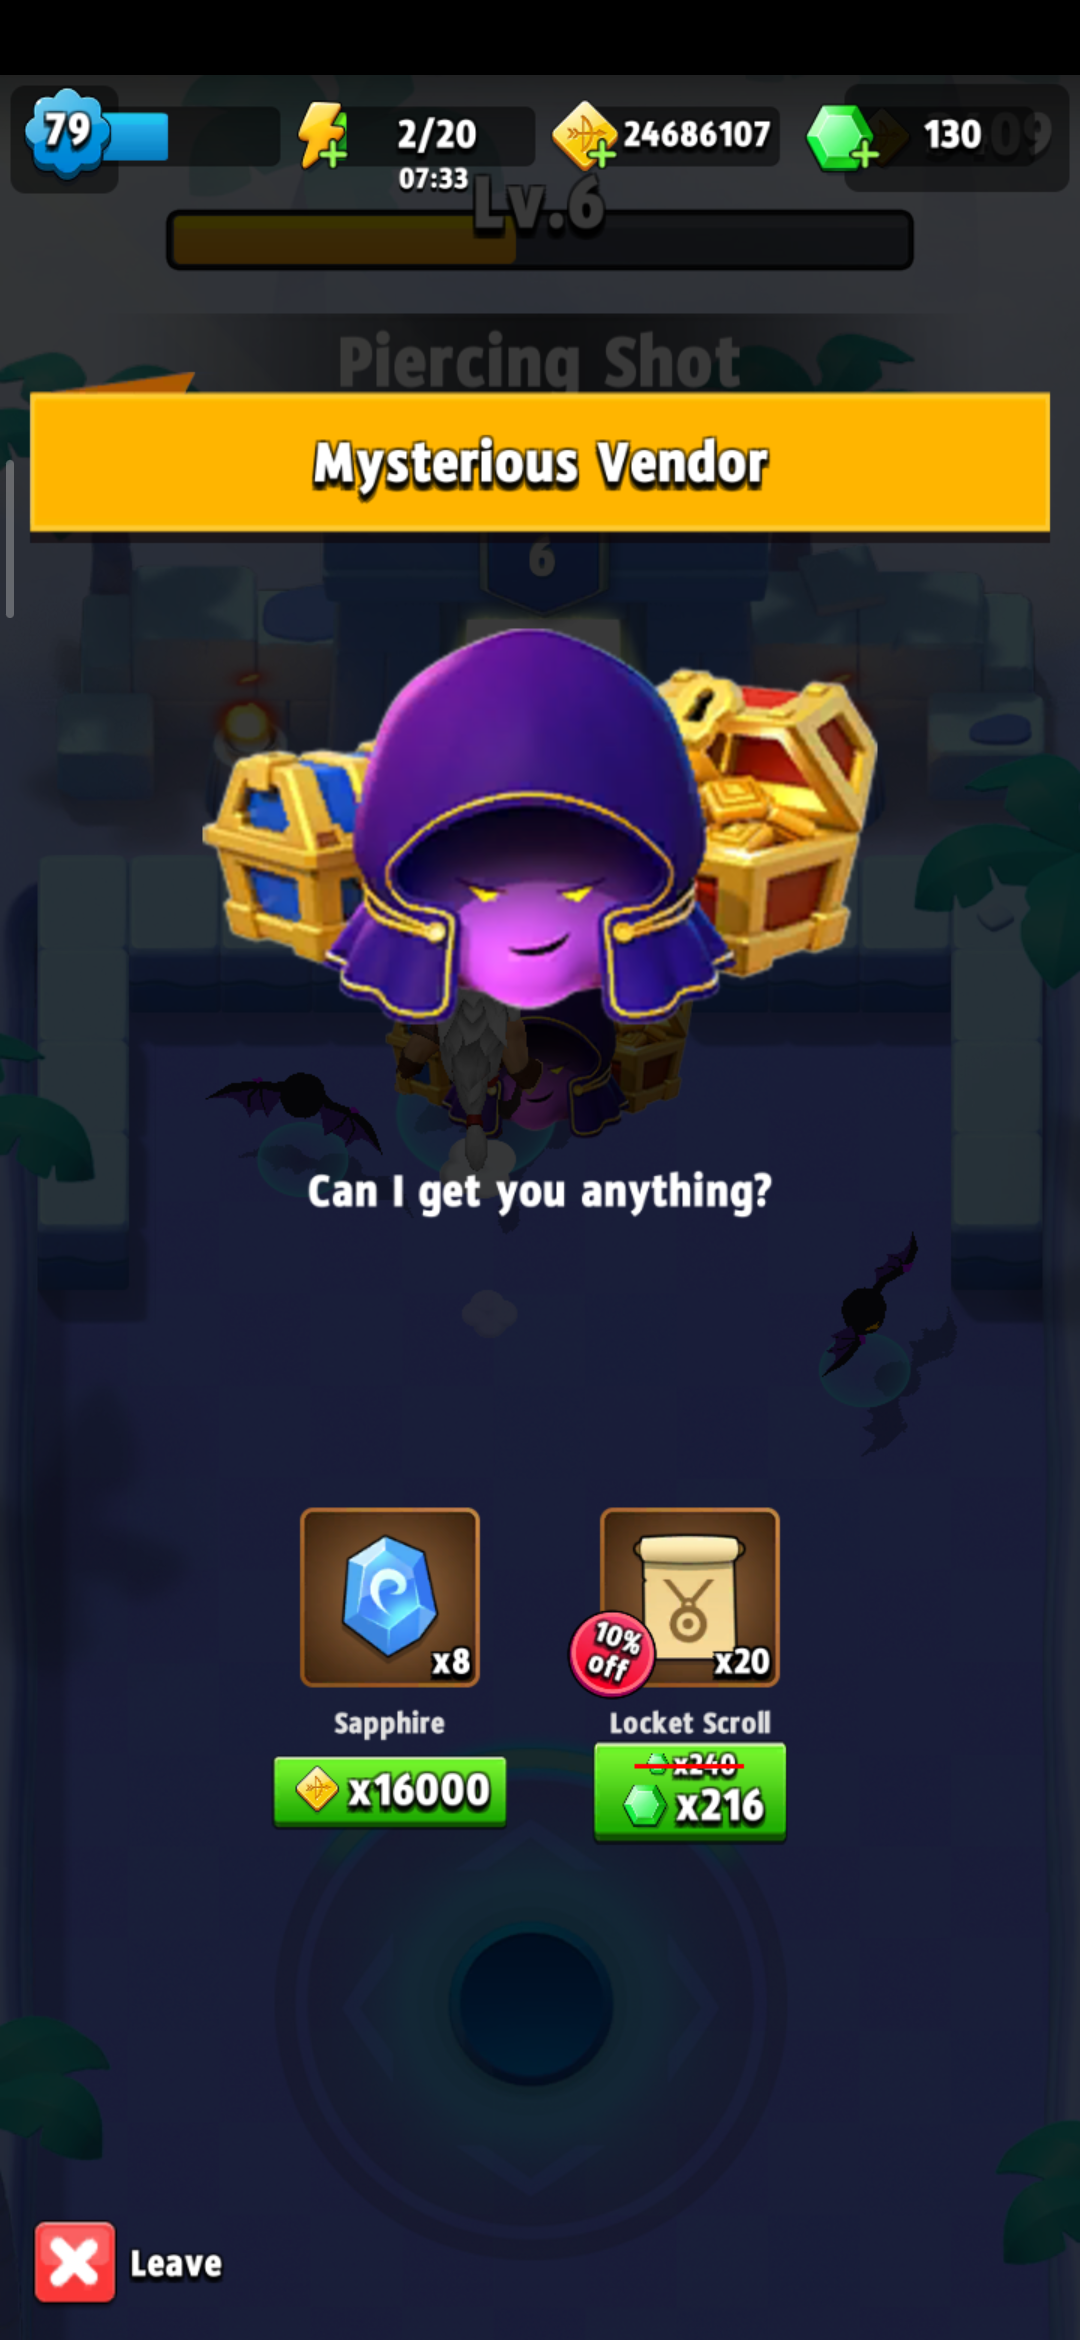 79
2/20
24686107
130
07:33
Lv.6
Piercing Shot
Mysterious Vendor
6
Can I get you anything?
x8
10%
off
x20
Sapphire
Locket Scroll
x240
x16000
x216
Leave